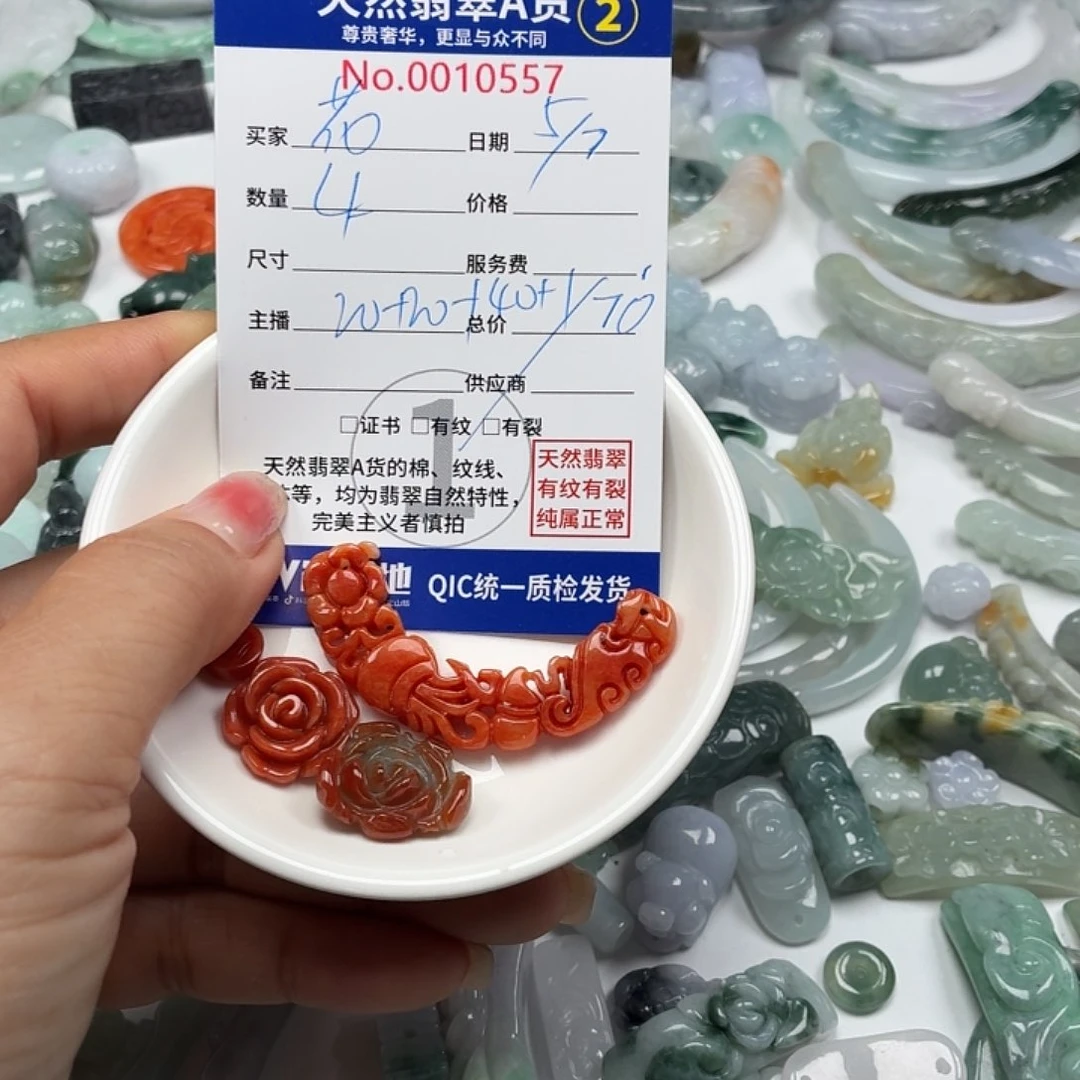 天然翡翠A货 2
尊贵奢华，更显与众不同
No.0010557
买家 日期 5/7
数量 4 价格
尺寸 服务费
主播 总价
备注 供应商
□证书 □有纹 □有裂
天然翡翠A货的棉、纹线、
等，均为翡翠自然特性，
完美主义者慎拍
1
天然翡翠
有纹有裂
纯属正常
地 QIC统一质检发货